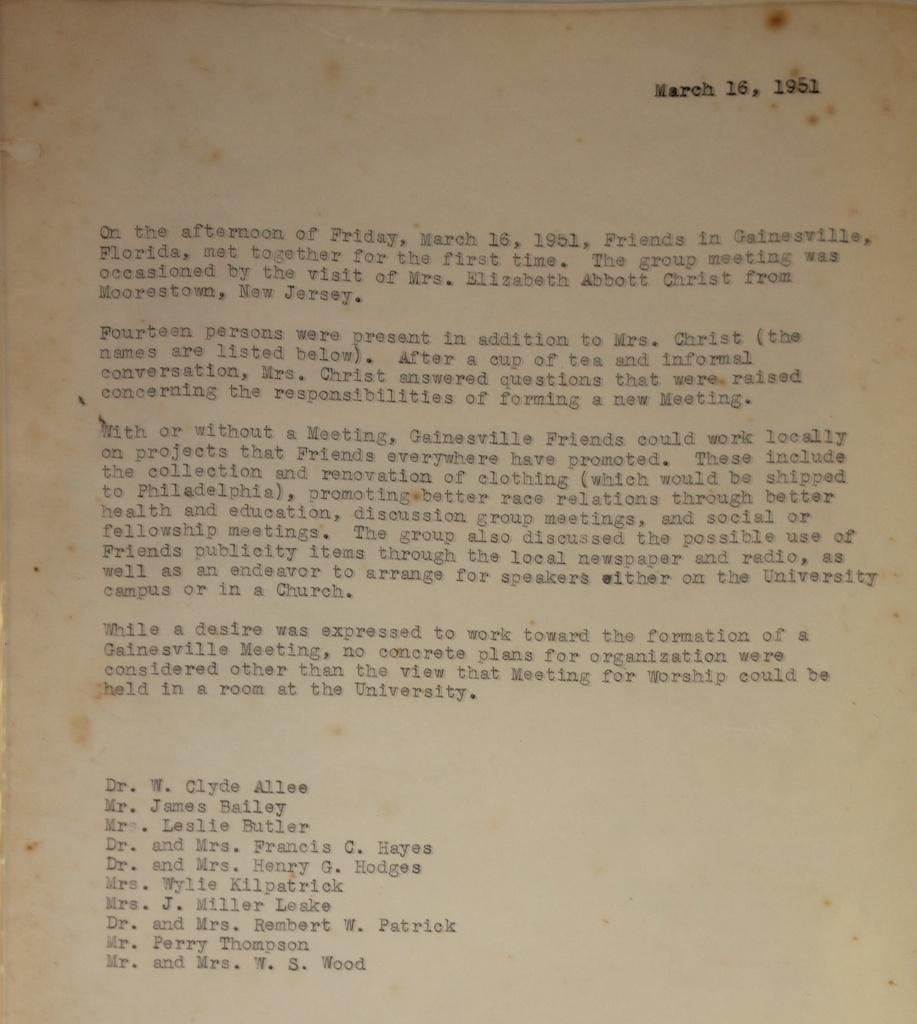 March 16, 1951
On the afternoon of Friday, March 16, 1951, Friends in Gainesville,
Florida, met together for the first time. The group meeting was
occasioned by the visit of Mrs. Elizabeth Abbott Christ from
Moorestown, New Jersey.
Fourteen persons were present in addition to Mrs. Christ (the
names are listed below). After a cup of tea and informal
conversation, Mrs. Christ answered questions that were raised
concerning the responsibilities of forming a new Meeting.
With or without a Meeting, Gainesville Friends could work locally
on projects that Friends everywhere have promoted. These include
the collection and renovation of clothing (which would be shipped
to Philadelphia), promoting better race relations through better
health and education, discussion group meetings, and social or
fellowship meetings. The group also discussed the possible use of
Friends publicity items through the local newspaper and radio, as
well as an endeavor to arrange for speakers either on the University
campus or in a Church.
While a desire was expressed to work toward the formation of a
Gainesville Meeting, no concrete plans for organization were
considered other than the view that Meeting for Worship could be
held in a room at the University.
Dr. W. Clyde Allee
Mr. James Bailey
Mr. Leslie Butler
Dr. and Mrs. Francis C. Hayes
Dr. and Mrs. Henry G. Hodges
Mrs. Wylie Kilpatrick
Mrs. J. Miller Leake
Dr. and Mrs. Rembert W. Patrick
Mr. Perry Thompson
Mr. and Mrs. W. S. Wood